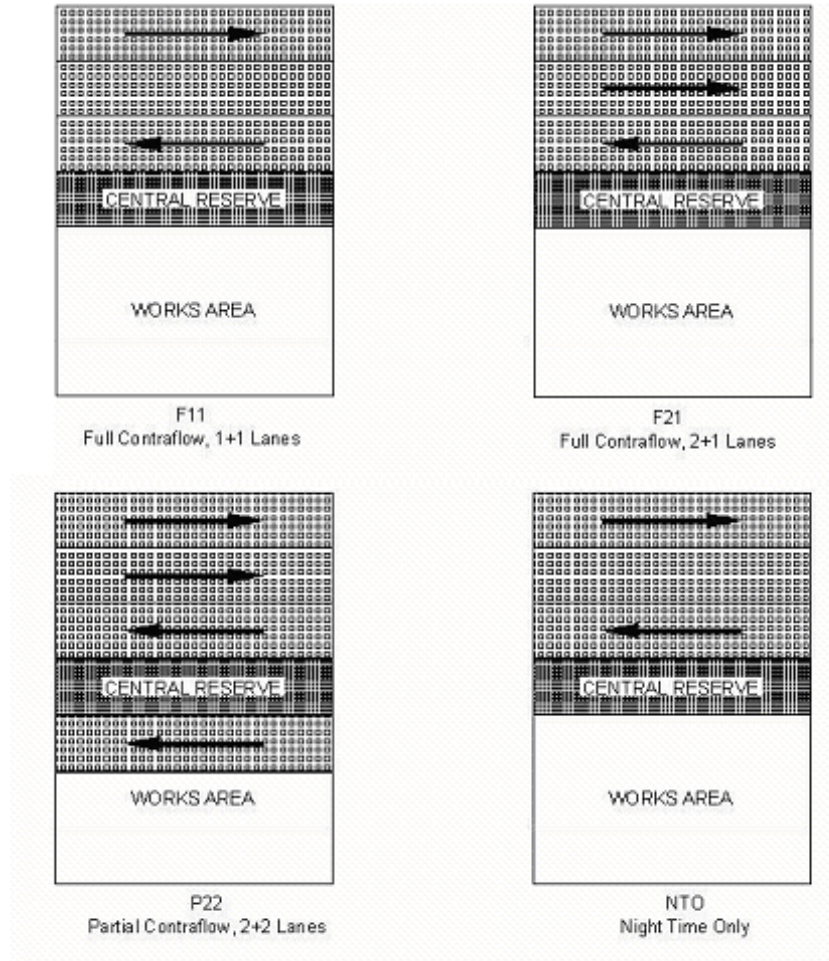 CENTRAL RESERVE
WORKS AREA
F11
Full Contraflow, 1+1 Lanes
CENTRAL RESERVE
WORKS AREA
F21
Full Contraflow, 2+1 Lanes
CENTRAL RESERVE
WORKS AREA
P22
Partial Contraflow, 2+2 Lanes
CENTRAL RESERVE
WORKS AREA
NTO
Night Time Only